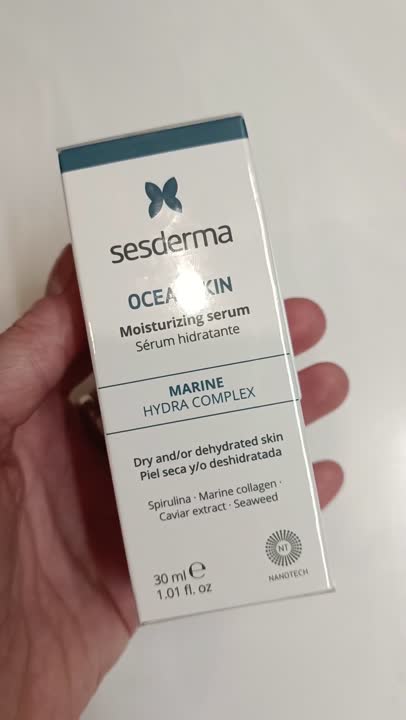 sesderma
OCEANSKIN
Moisturizing serum
Sérum hidratante
MARINE
HYDRA COMPLEX
Dry and/or dehydrated skin
Piel seca y/o deshidratada
Spirulina · Marine collagen ·
Caviar extract · Seaweed
30 ml ℮
1.01 fl. oz
NT
NANOTECH